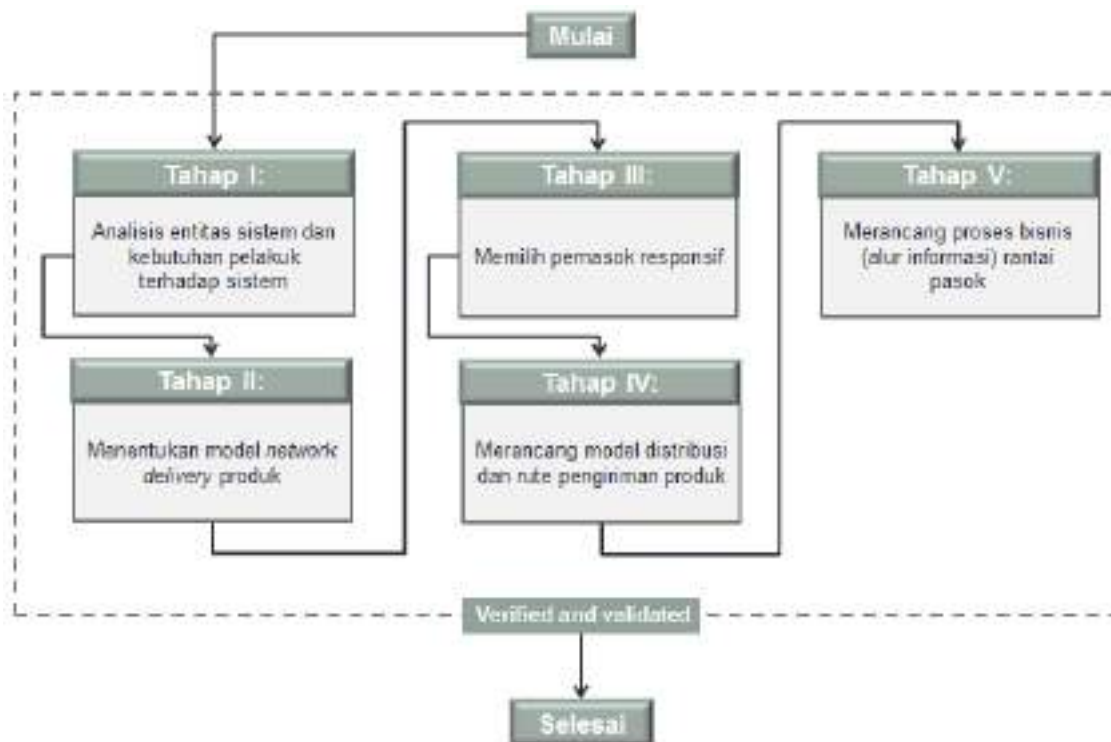 Mulai
Tahap I:
Analisis entitas sistem dan
kebutuhan pelakuk
terhadap sistem
Tahap II:
Menentukan model network
delivery produk
Tahap III:
Memilih pemasok responsif
Tahap IV:
Merancang model distribusi
dan rute pengiriman produk
Tahap V:
Merancang proses bisnis
(alur informasi) rantai
pasok
Verified and validated
Selesai